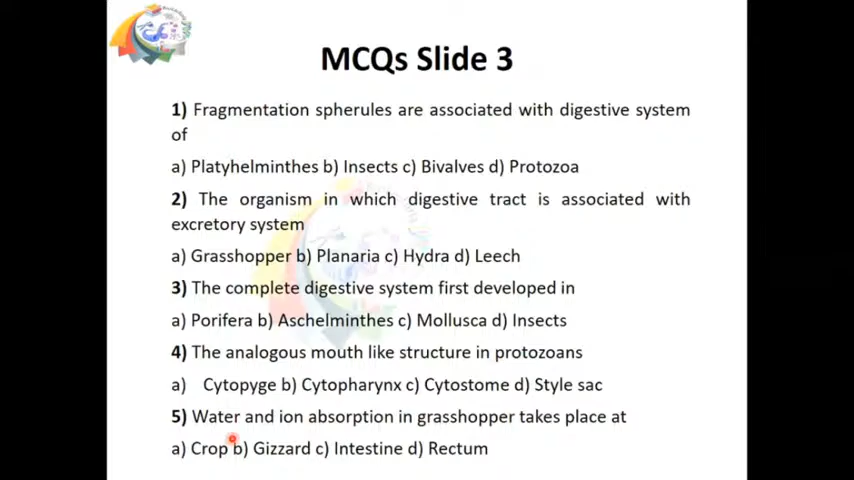 MCQs Slide 3
1) Fragmentation spherules are associated with digestive system
of
a) Platyhelminthes b) Insects c) Bivalves d) Protozoa
2) The organism in which digestive tract is associated with
excretory system
a) Grasshopper b) Planaria c) Hydra d) Leech
3) The complete digestive system first developed in
a) Porifera b) Aschelminthes c) Mollusca d) Insects
4) The analogous mouth like structure in protozoans
a) Cytopyge b) Cytopharynx c) Cytostome d) Style sac
5) Water and ion absorption in grasshopper takes place at
a) Crop b) Gizzard c) Intestine d) Rectum